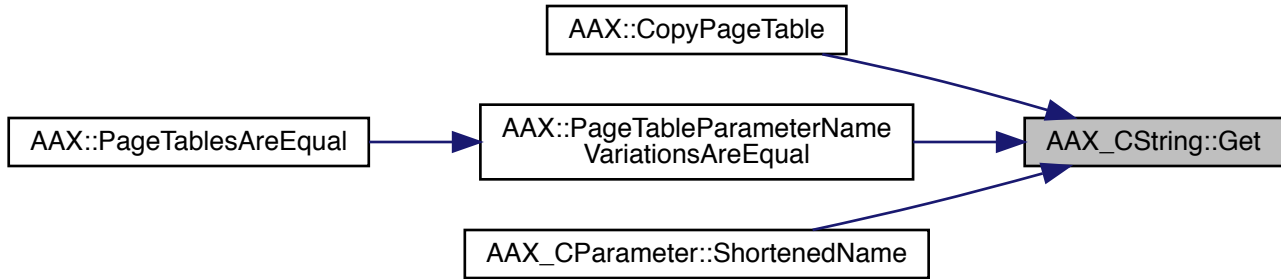 AAX::CopyPageTable
AAX::PageTablesAreEqual
AAX::PageTableParameterName
VariationsAreEqual
AAX_CString::Get
AAX_CParameter::ShortenedName